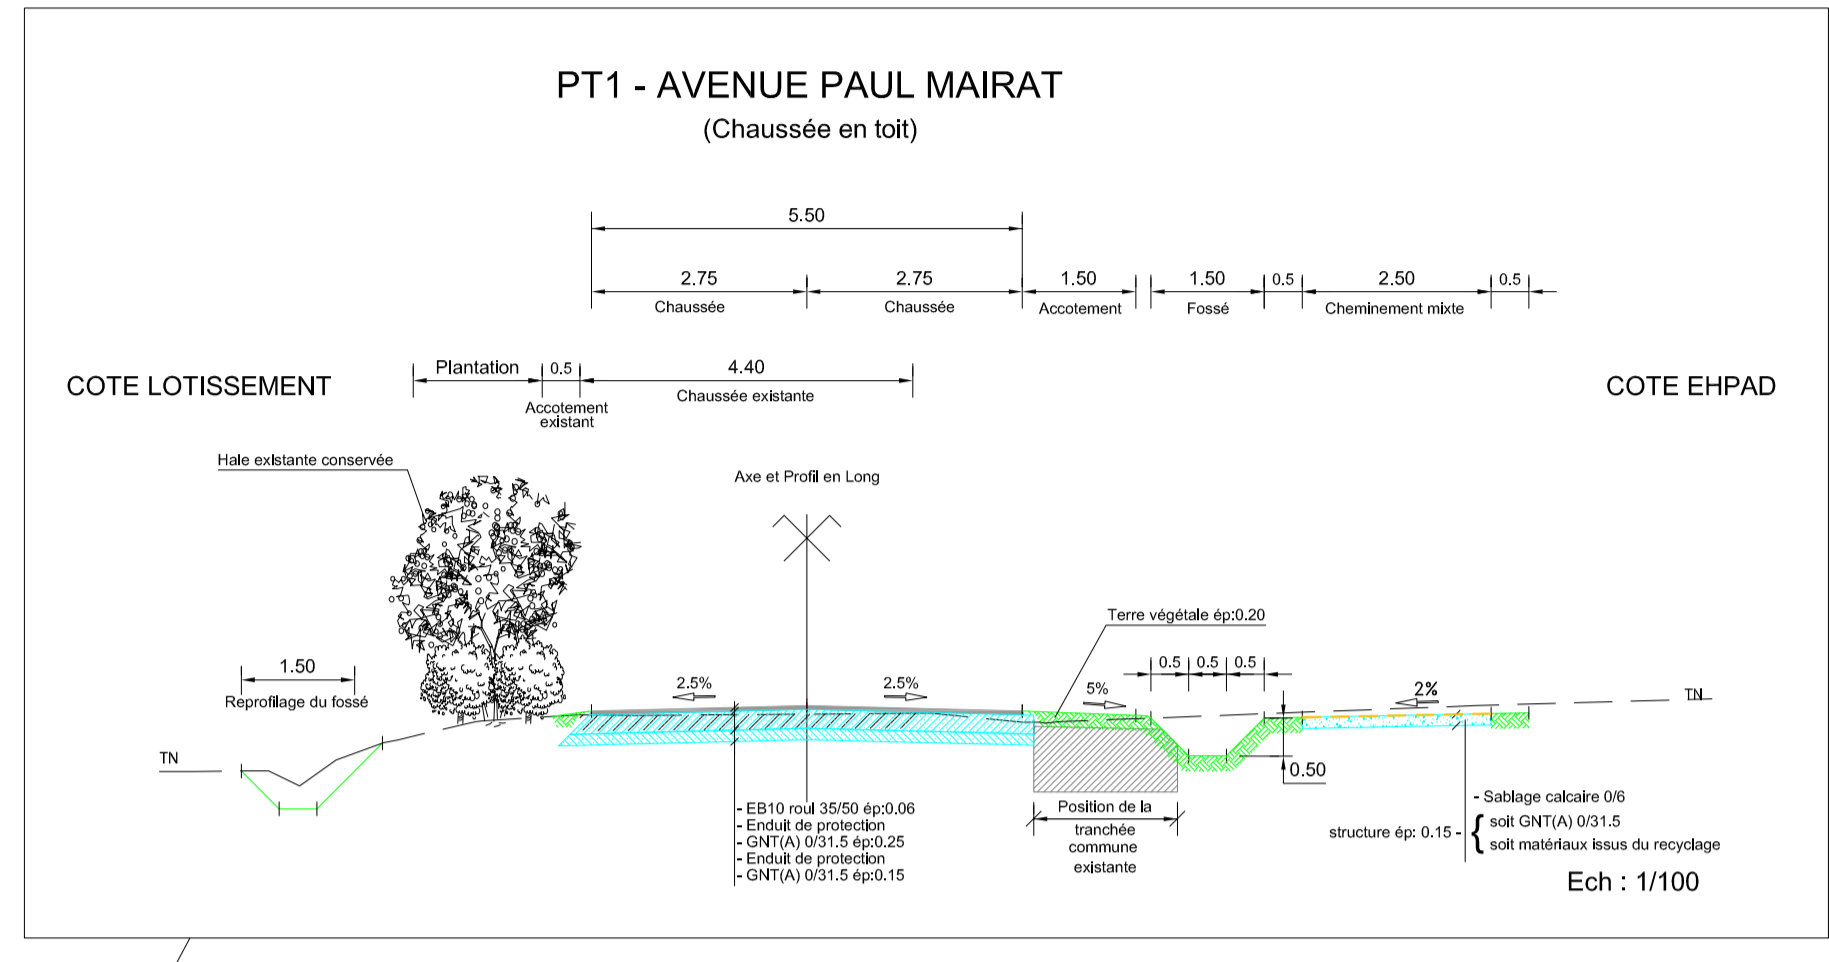 PT1 - AVENUE PAUL MAIRAT
(Chaussée en toit)
5.50
2.75
2.75
1.50
1.50
0.5
2.50
0.5
Chaussée
Chaussée
Accotement
Fossé
Cheminement mixte
Plantation
0.5
4.40
COTE LOTISSEMENT
COTE EHPAD
Accotement
existant
Chaussée existante
Haie existante conservée
Axe et Profil en Long
Terre végétale ép:0.20
1.50
Reprofilage du fossé
2.5%
2.5%
5%
0.5
0.5
0.5
2%
TN
TN
0.50
- EB10 roul 35/50 ép:0.06
- Enduit de protection
- GNT(A) 0/31.5 ép:0.25
- Enduit de protection
- GNT(A) 0/31.5 ép:0.15
Position de la
tranchée
commune
existante
- Sablage calcaire 0/6
structure ép: 0.15 -
{ soit GNT(A) 0/31.5
soit matériaux issus du recyclage
Ech : 1/100